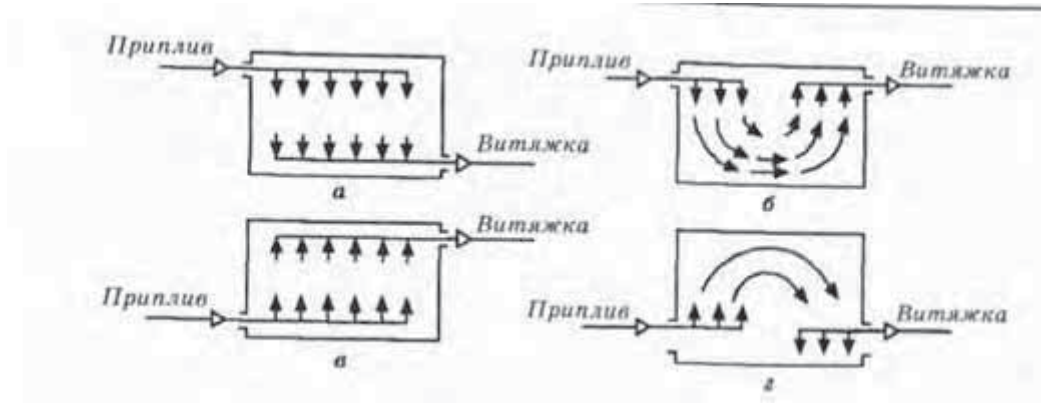 Приплив
Витяжка
а
Приплив
Витяжка
б
Приплив
Витяжка
в
Приплив
Витяжка
г